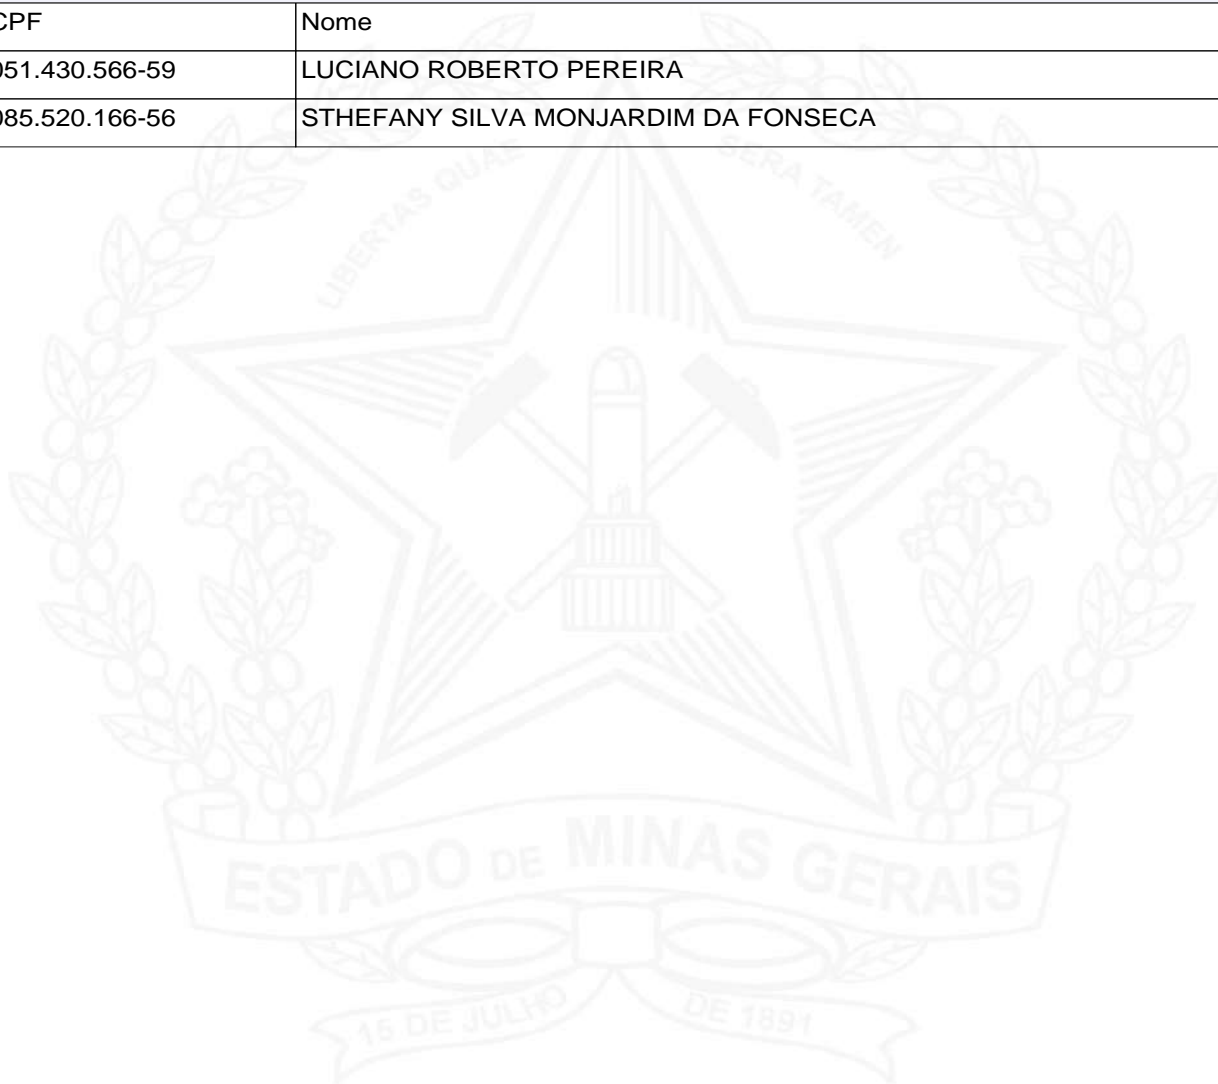 CPF Nome
051.430.566-59 LUCIANO ROBERTO PEREIRA
085.520.166-56 STHEFANY SILVA MONJARDIM DA FONSECA
LIBERTAS QUAE SERA TAMEN
ESTADO DE MINAS GERAIS
15 DE JULHO DE 1891